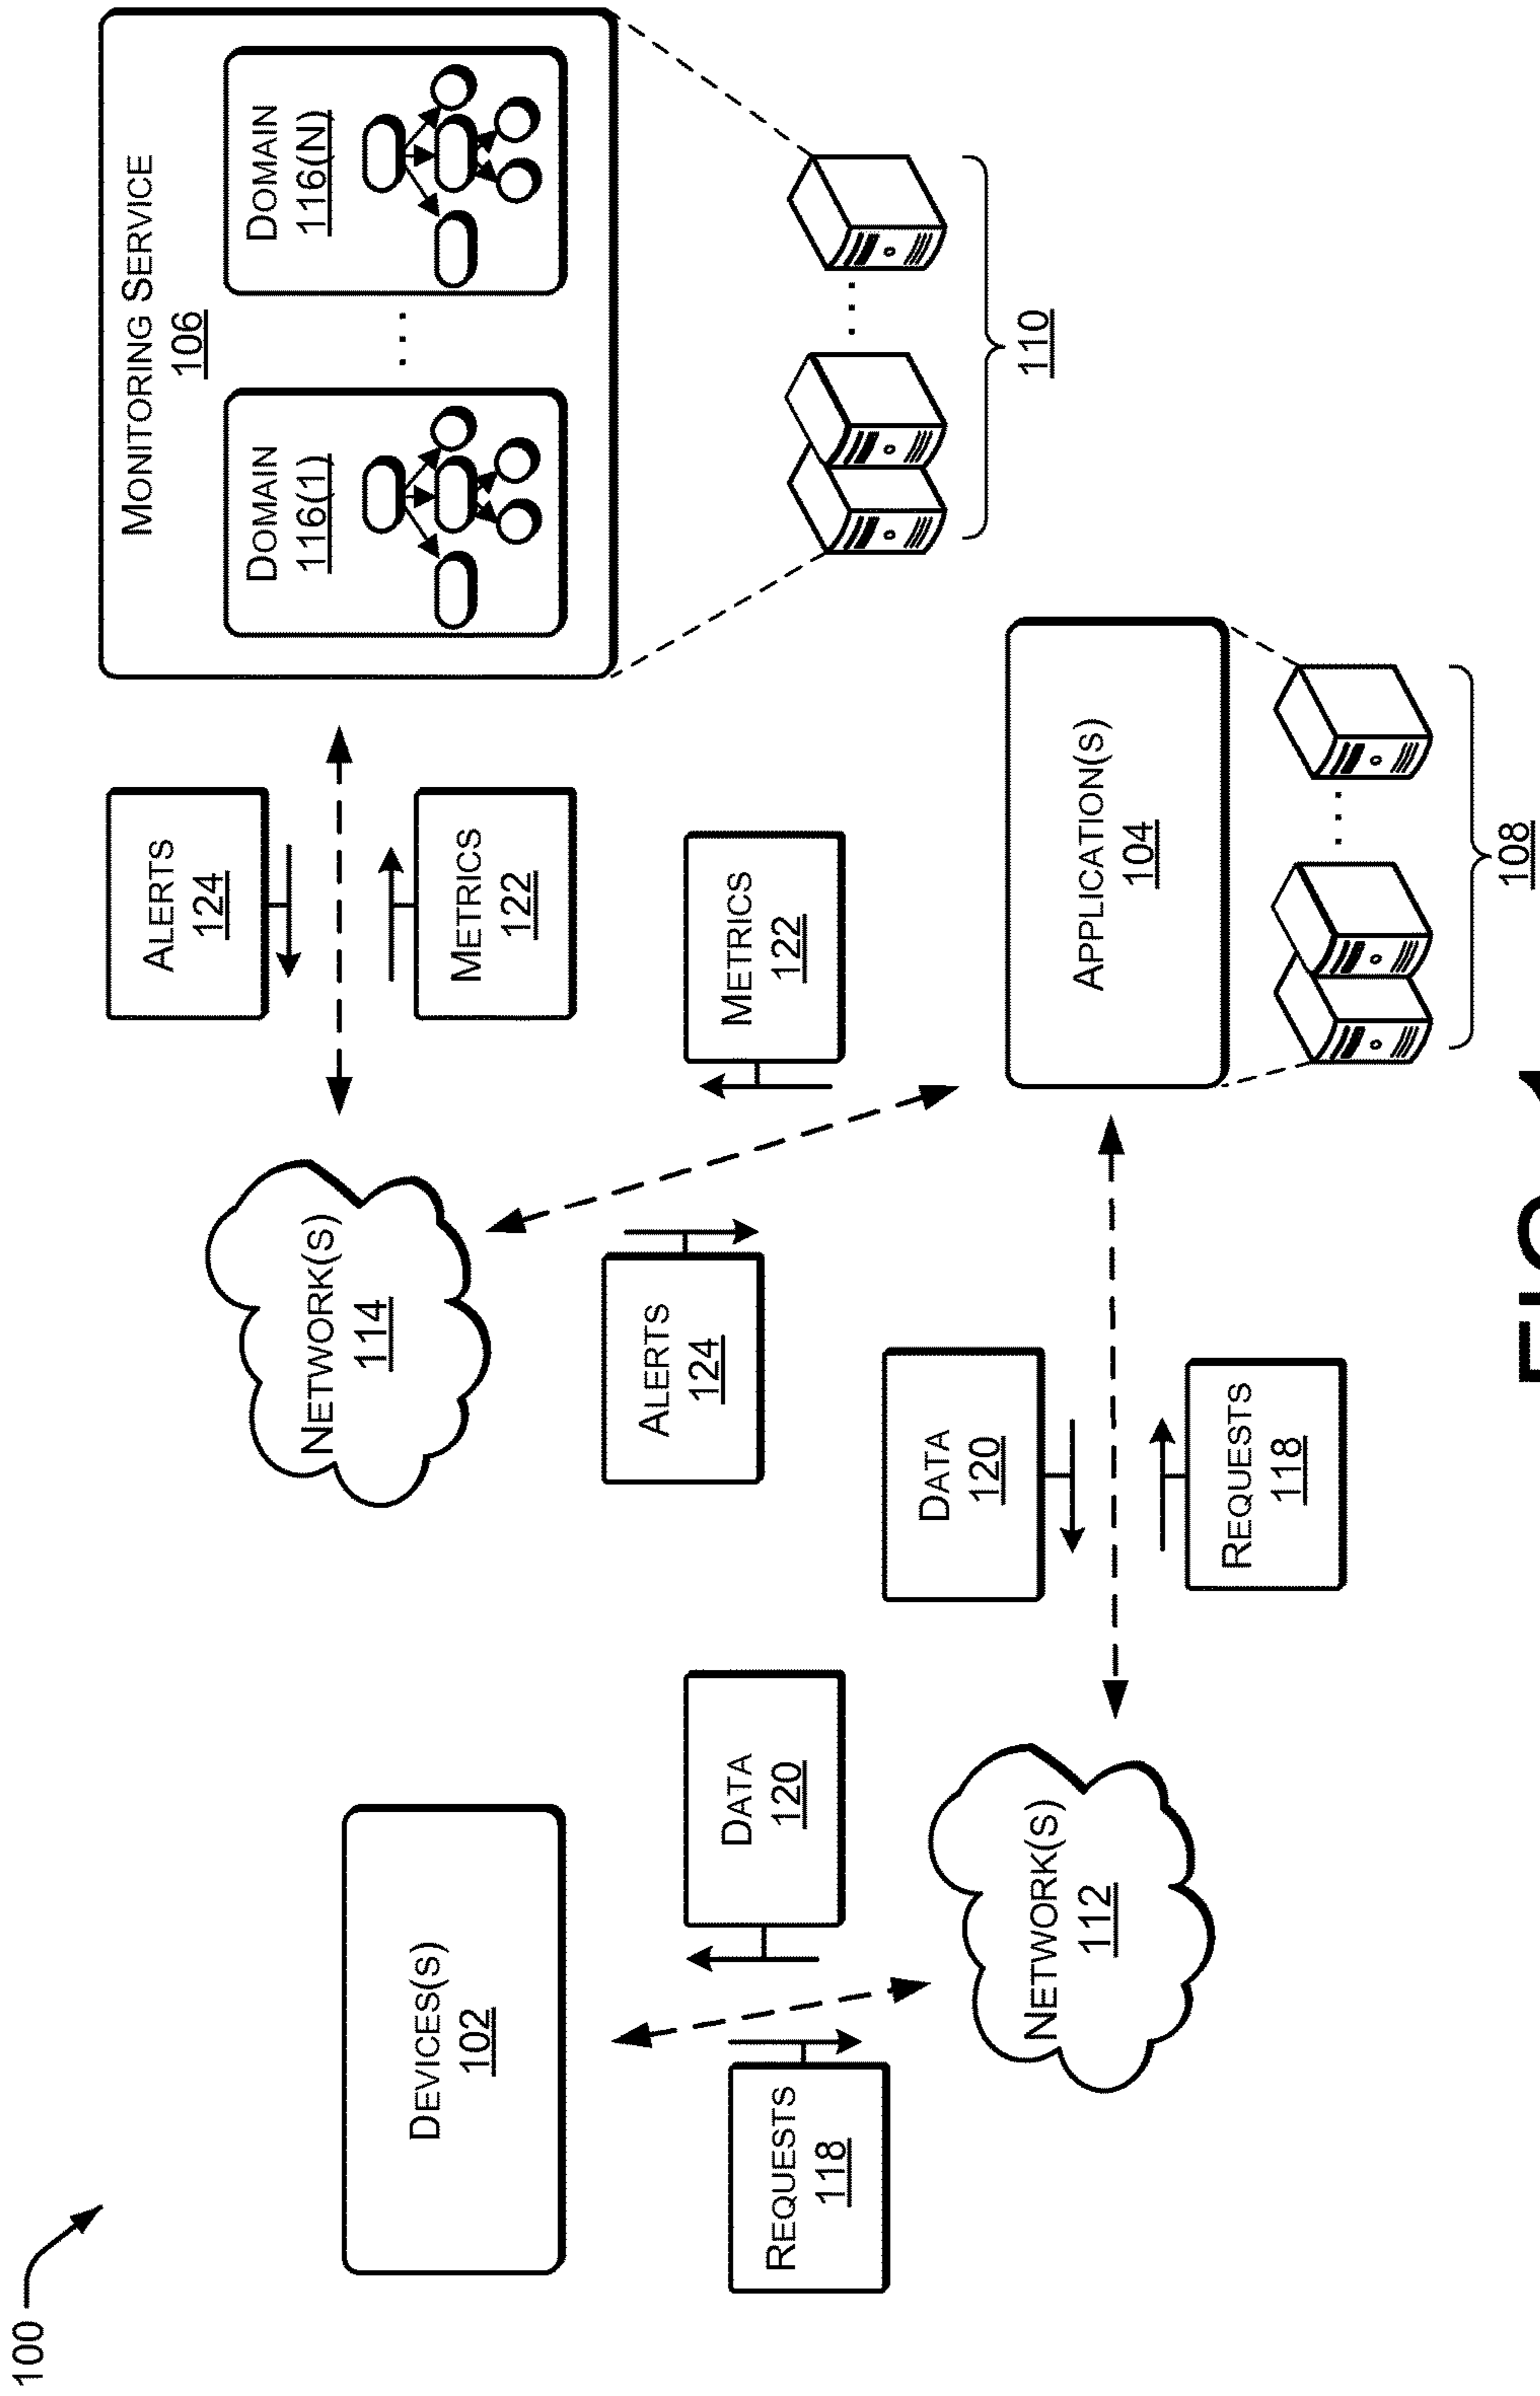 100
MONITORING SERVICE
106
DOMAIN
116(1)
DOMAIN
116(N)
...
ALERTS
124
METRICS
122
NETWORK(S)
114
DEVICES(S)
102
ALERTS
124
METRICS
122
DATA
120
REQUESTS
118
...
110
DATA
120
NETWORK(S)
112
APPLICATION(S)
104
REQUESTS
118
...
108